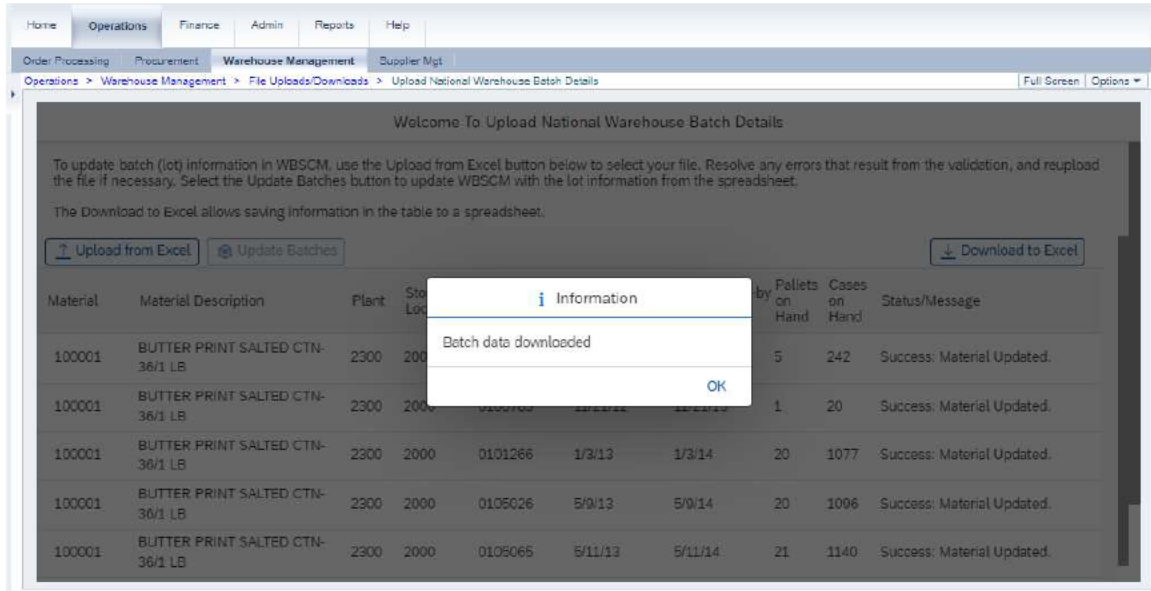 Home Operations Finance Admin Reports Help
Order Processing Procurement Warehouse Management Supplier Mgt
Operations > Warehouse Management > File Uploads/Downloads > Upload National Warehouse Batch Details Full Screen Options
Welcome To Upload National Warehouse Batch Details
To update batch (lot) information in WBSCM, use the Upload from Excel button below to select your file. Resolve any errors that result from the validation, and reupload
the file if necessary. Select the Update Batches button to update WBSCM with the lot information from the spreadsheet.
The Download to Excel allows saving information in the table to a spreadsheet.
Upload from Excel Update Batches Download to Excel
Material Material Description Plant Sto Loc -by Pallets on Hand Cases on Hand Status/Message
i Information
Batch data downloaded
OK
100001 BUTTER PRINT SALTED CTN- 2300 200 5 242 Success: Material Updated.
36/1 LB
100001 BUTTER PRINT SALTED CTN- 2300 2000 1 20 Success: Material Updated.
36/1 LB
100001 BUTTER PRINT SALTED CTN- 2300 2000 0101266 1/3/13 1/3/14 20 1077 Success: Material Updated.
36/1 LB
100001 BUTTER PRINT SALTED CTN- 2300 2000 0105026 5/9/13 5/9/14 20 1096 Success: Material Updated.
36/1 LB
100001 BUTTER PRINT SALTED CTN- 2300 2000 0105065 5/11/13 5/11/14 21 1140 Success: Material Updated.
36/1 LB